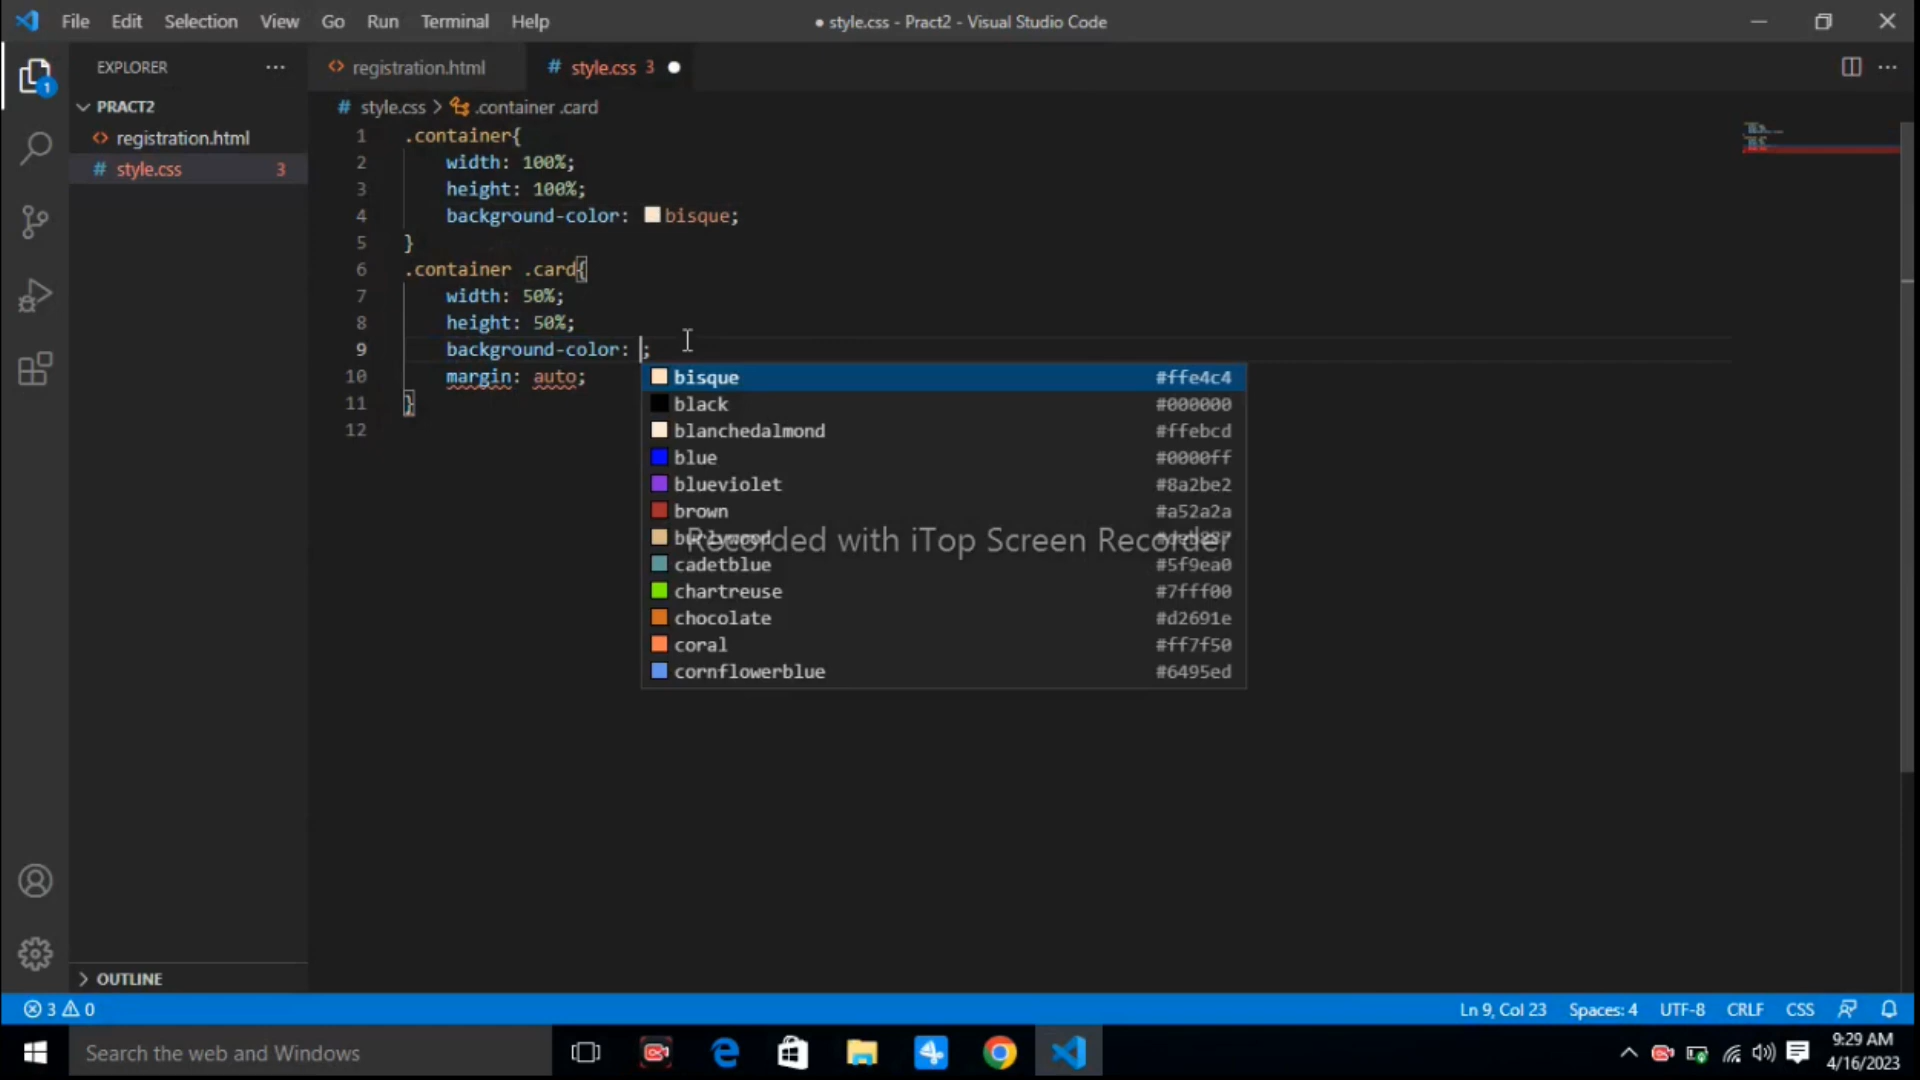 File Edit Selection View Go Run Terminal Help
● style.css - Pract2 - Visual Studio Code
EXPLORER ···
registration.html
# style.css 3 ●
PRACT2
# style.css > .container .card
registration.html
# style.css 3
1 .container{
2 width: 100%;
3 height: 100%;
4 background-color: bisque;
5 }
6 .container .card{
7 width: 50%;
8 height: 50%;
9 background-color: ;
10 margin: auto;
11 }
12
bisque #ffe4c4
black #000000
blanchedalmond #ffebcd
blue #0000ff
blueviolet #8a2be2
brown #a52a2a
burlywood #deb887
Recorded with iTop Screen Recorder
cadetblue #5f9ea0
chartreuse #7fff00
chocolate #d2691e
coral #ff7f50
cornflowerblue #6495ed
1
OUTLINE
3 0
Ln 9, Col 23 Spaces: 4 UTF-8 CRLF CSS
Search the web and Windows
9:29 AM
4/16/2023